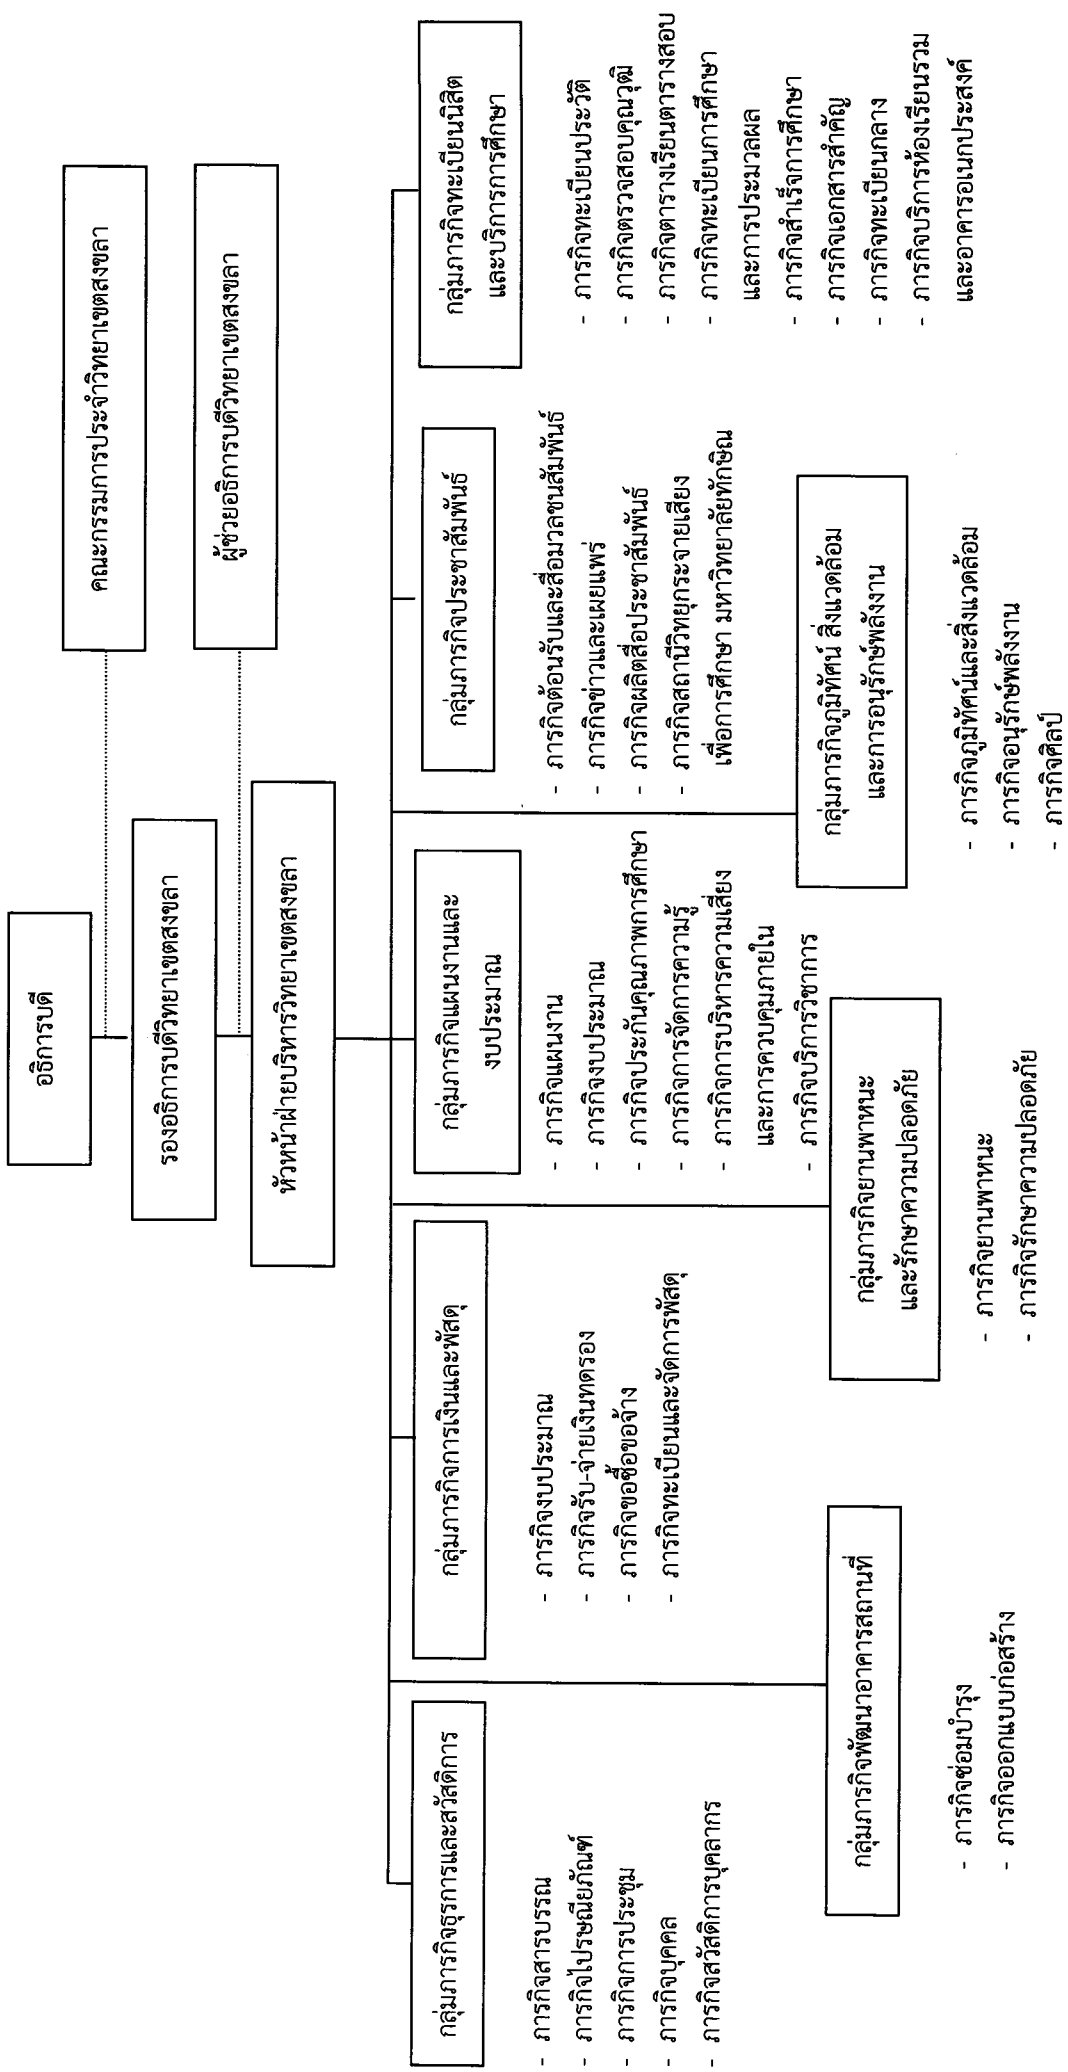 อธิการบดี
คณะกรรมการประจำวิทยาเขตสงขลา
รองอธิการบดีวิทยาเขตสงขลา
ผู้ช่วยอธิการบดีวิทยาเขตสงขลา
หัวหน้าฝ่ายบริหารวิทยาเขตสงขลา
กลุ่มภารกิจธุรการและสวัสดิการ
- ภารกิจสารบรรณ
- ภารกิจไปรษณียภัณฑ์
- ภารกิจการประชุม
- ภารกิจบุคคล
- ภารกิจสวัสดิการบุคลากร
กลุ่มภารกิจการเงินและพัสดุ
- ภารกิจงบประมาณ
- ภารกิจรับ-จ่ายเงินทดรอง
- ภารกิจขอซื้อขอจ้าง
- ภารกิจทะเบียนและจัดการพัสดุ
กลุ่มภารกิจแผนงานและ
งบประมาณ
- ภารกิจแผนงาน
- ภารกิจงบประมาณ
- ภารกิจประกันคุณภาพการศึกษา
- ภารกิจการจัดการความรู้
- ภารกิจการบริหารความเสี่ยง
และการควบคุมภายใน
- ภารกิจบริการวิชาการ
กลุ่มภารกิจประชาสัมพันธ์
- ภารกิจต้อนรับและสื่อมวลชนสัมพันธ์
- ภารกิจข่าวและเผยแพร่
- ภารกิจผลิตสื่อประชาสัมพันธ์
- ภารกิจสถานีวิทยุกระจายเสียง
เพื่อการศึกษา มหาวิทยาลัยทักษิณ
กลุ่มภารกิจทะเบียนนิสิต
และบริการการศึกษา
- ภารกิจทะเบียนประวัติ
- ภารกิจตรวจสอบคุณวุฒิ
- ภารกิจตารางเรียนตารางสอบ
- ภารกิจทะเบียนการศึกษา
และการประมวลผล
- ภารกิจสำเร็จการศึกษา
- ภารกิจเอกสารสำคัญ
- ภารกิจทะเบียนกลาง
- ภารกิจบริการห้องเรียนรวม
และอาคารอเนกประสงค์
กลุ่มภารกิจพัฒนาอาคารสถานที่
- ภารกิจซ่อมบำรุง
- ภารกิจออกแบบก่อสร้าง
กลุ่มภารกิจยานพาหนะ
และรักษาความปลอดภัย
- ภารกิจยานพาหนะ
- ภารกิจรักษาความปลอดภัย
กลุ่มภารกิจภูมิทัศน์ สิ่งแวดล้อม
และการอนุรักษ์พลังงาน
- ภารกิจภูมิทัศน์และสิ่งแวดล้อม
- ภารกิจอนุรักษ์พลังงาน
- ภารกิจศิลป์